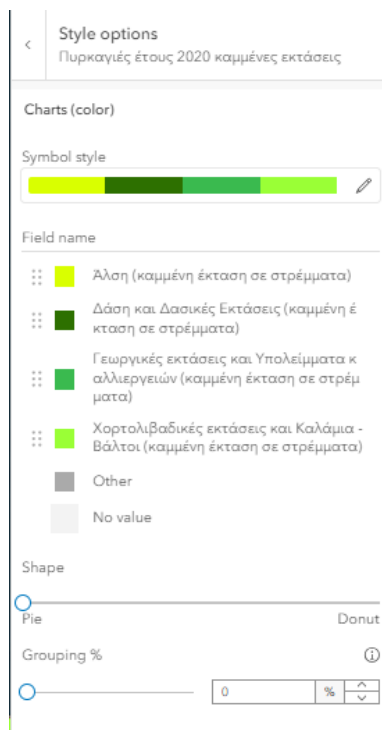 Style options
Πυρκαγιές έτους 2020 καμμένες εκτάσεις
Charts (color)
Symbol style
Field name
Άλση (καμμένη έκταση σε στρέμματα)
Δάση και Δασικές Εκτάσεις (καμμένη έ
κταση σε στρέμματα)
Γεωργικές εκτάσεις και Υπολείμματα κ
αλλιεργειών (καμμένη έκταση σε στρέμ
ματα)
Χορτολιβαδικές εκτάσεις και Καλάμια -
Βάλτοι (καμμένη έκταση σε στρέμματα)
Other
No value
Shape
Pie Donut
Grouping %
0 %